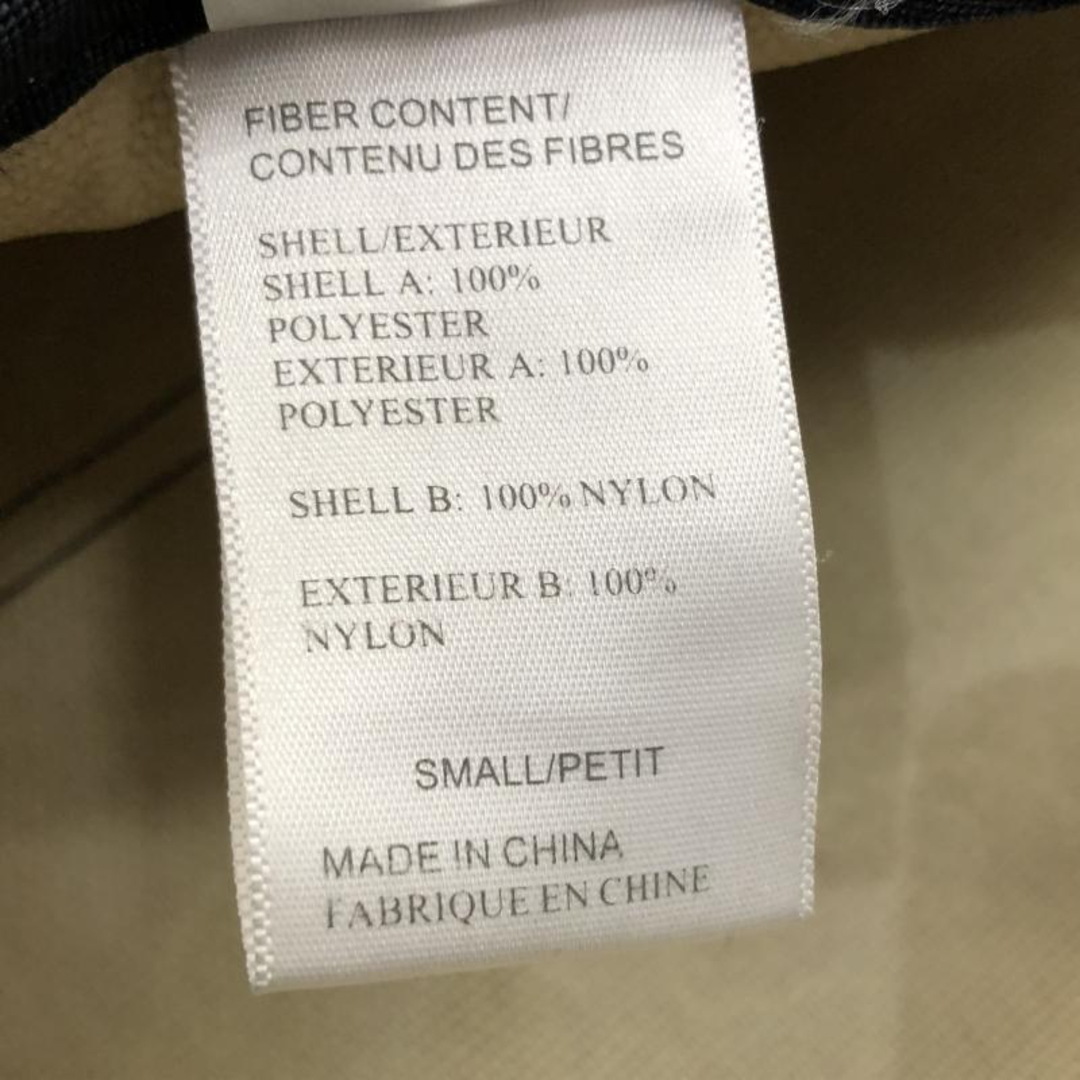 FIBER CONTENT/
CONTENU DES FIBRES
SHELL/EXTERIEUR
SHELL A: 100%
POLYESTER
EXTERIEUR A: 100%
POLYESTER
SHELL B: 100% NYLON
EXTERIEUR B: 100%
NYLON
SMALL/PETIT
MADE IN CHINA
FABRIQUE EN CHINE